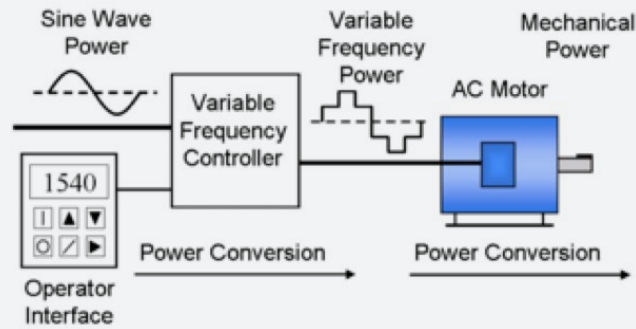 Sine Wave
Power
Variable
Frequency
Power
Mechanical
Power
AC Motor
Variable
Frequency
Controller
1540
Operator
Interface
Power Conversion
Power Conversion